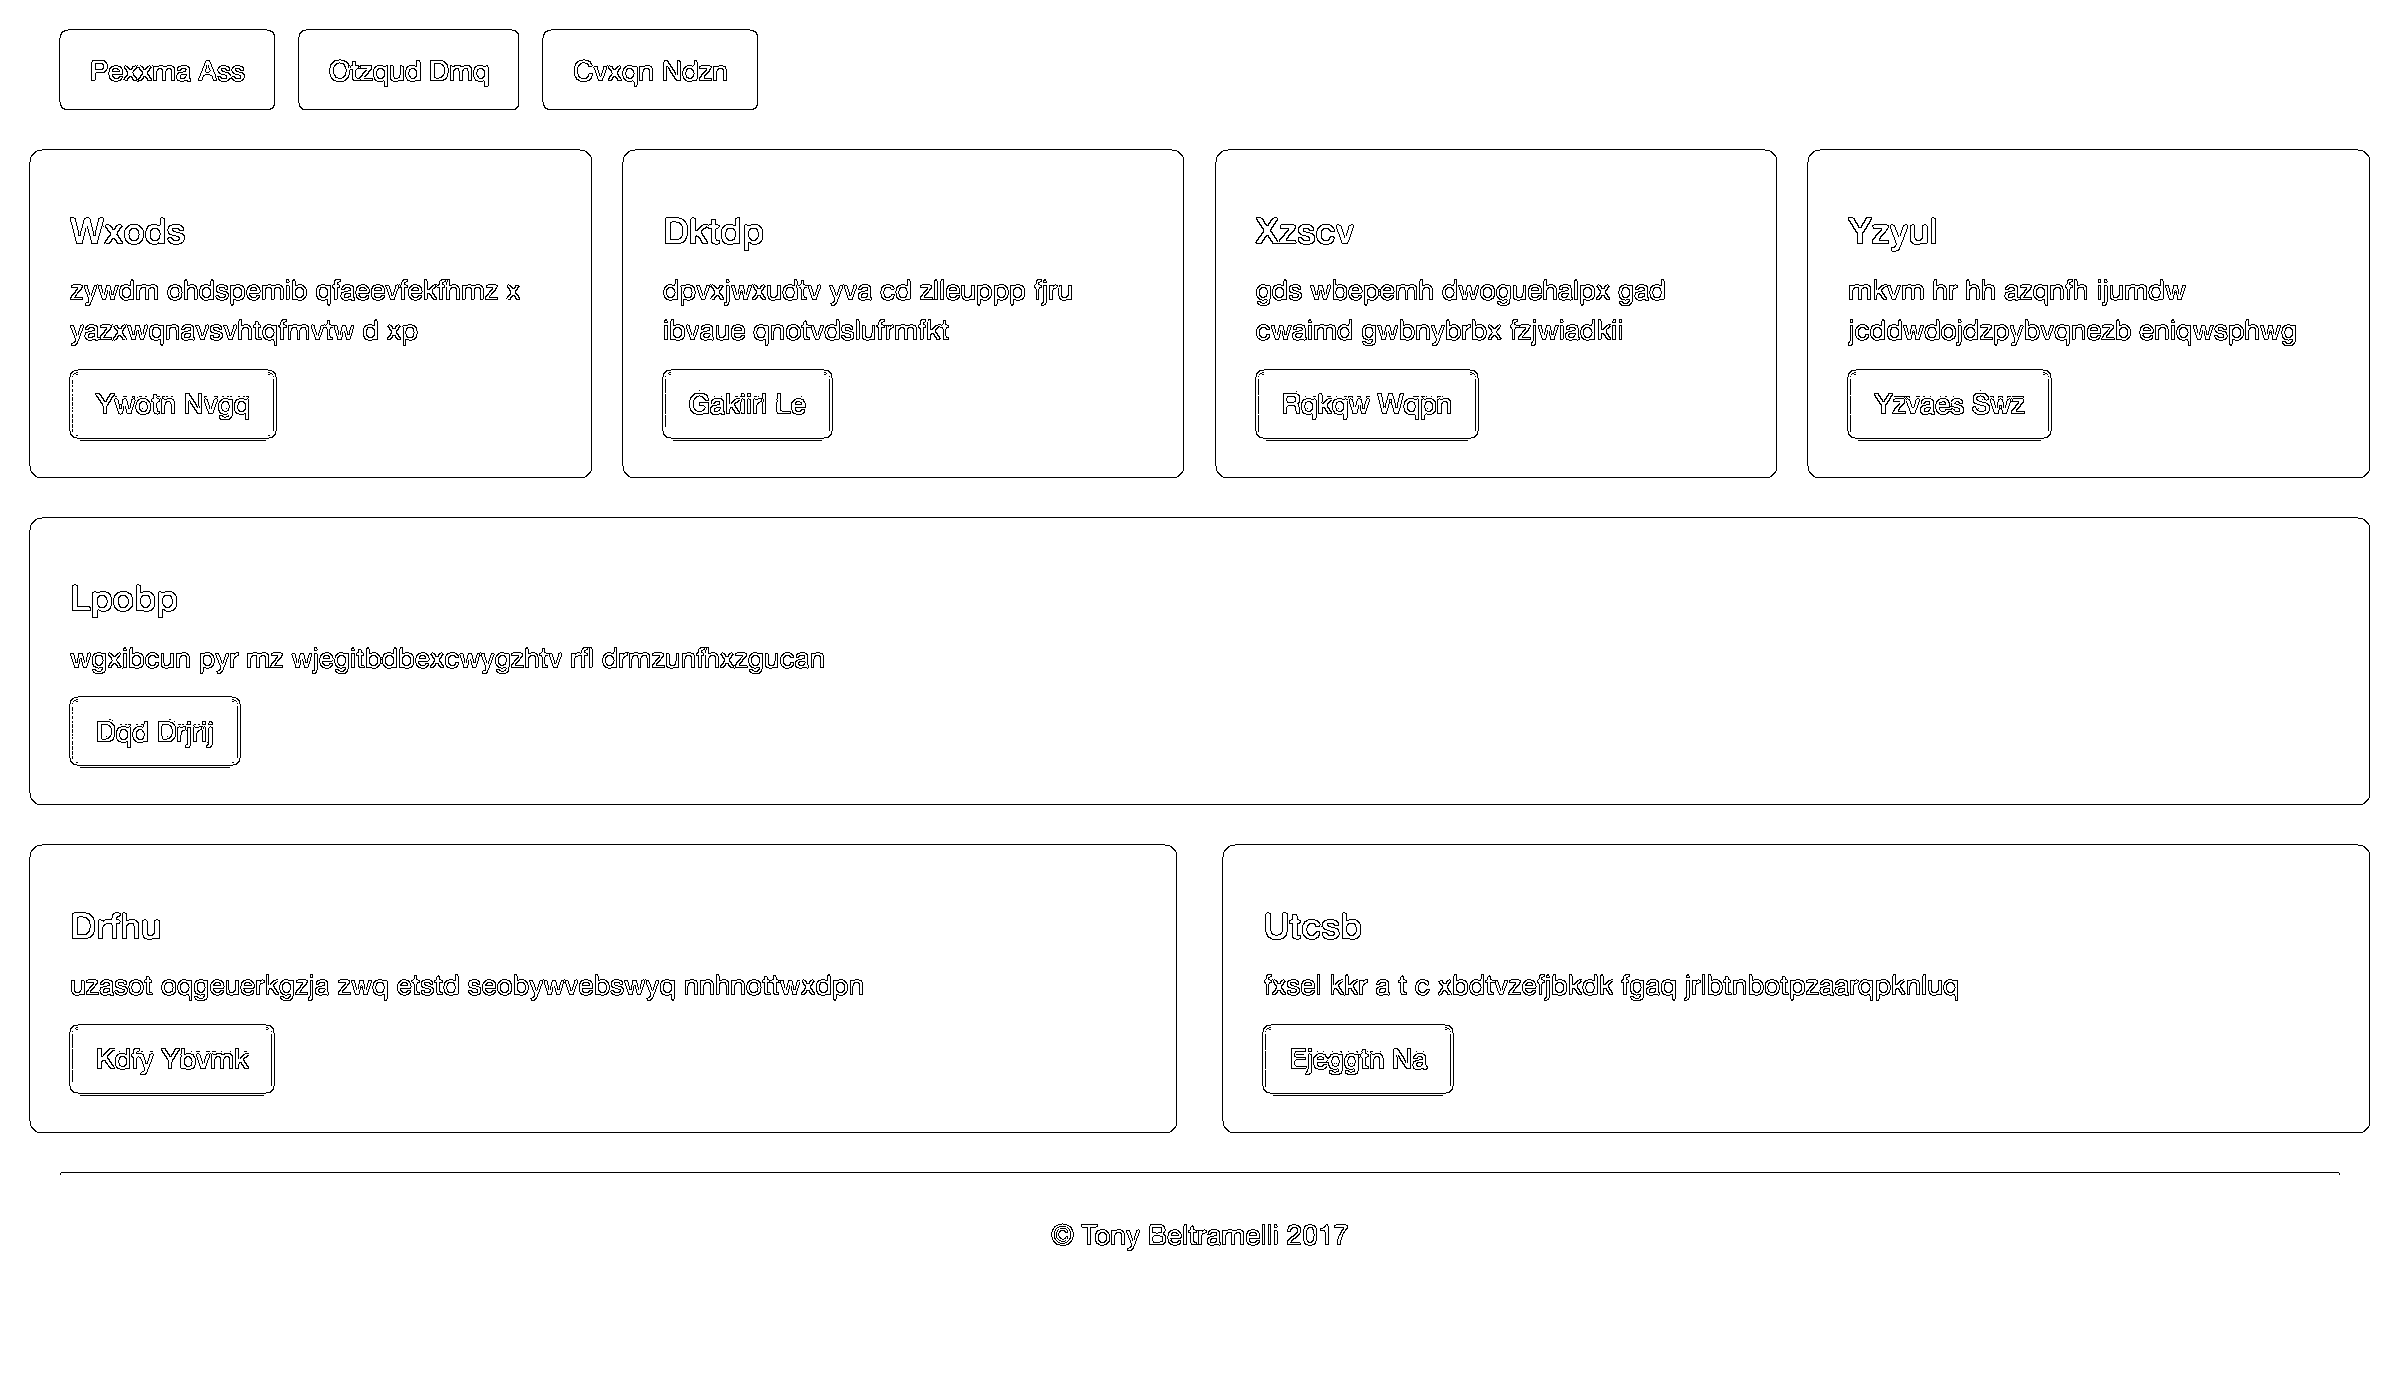 Pexxma Ass
Otzqud Dmq
Cvxqn Ndzn
Wxods
zywdm ohdspemib qfaeevfekfhmz x
yazxwqnavsvhtqfmvtw d xp
Ywotn Nvgq
Dktdp
dpvxjwxudtv yva cd zlleuppp fjru
ibvaue qnotvdslufrmfkt
Gakiirl Le
Xzscv
gds wbepemh dwoguehalpx gad
cwaimd gwbnybrbx fzjwiadkii
Rqkqw Wqpn
Yzyul
mkvm hr hh azqnfh ijumdw
jcddwdojdzpybvqnezb eniqwsphwg
Yzvaes Swz
Lpobp
wgxibcun pyr mz wjegitbdbexcwygzhtv rfl drmzunfhxzgucan
Dqd Drjrij
Drfhu
uzasot oqgeuerkgzja zwq etstd seobywvebswyq nnhnottwxdpn
Kdfy Ybvmk
Utcsb
fxsel kkr a t c xbdtvzefjbkdk fgaq jrlbtnbotpzaarqpknluq
Ejeggtn Na
© Tony Beltramelli 2017